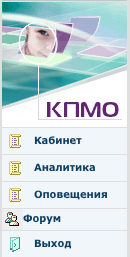 КПМО
Кабинет
Аналитика
Оповещения
Форум
Выход